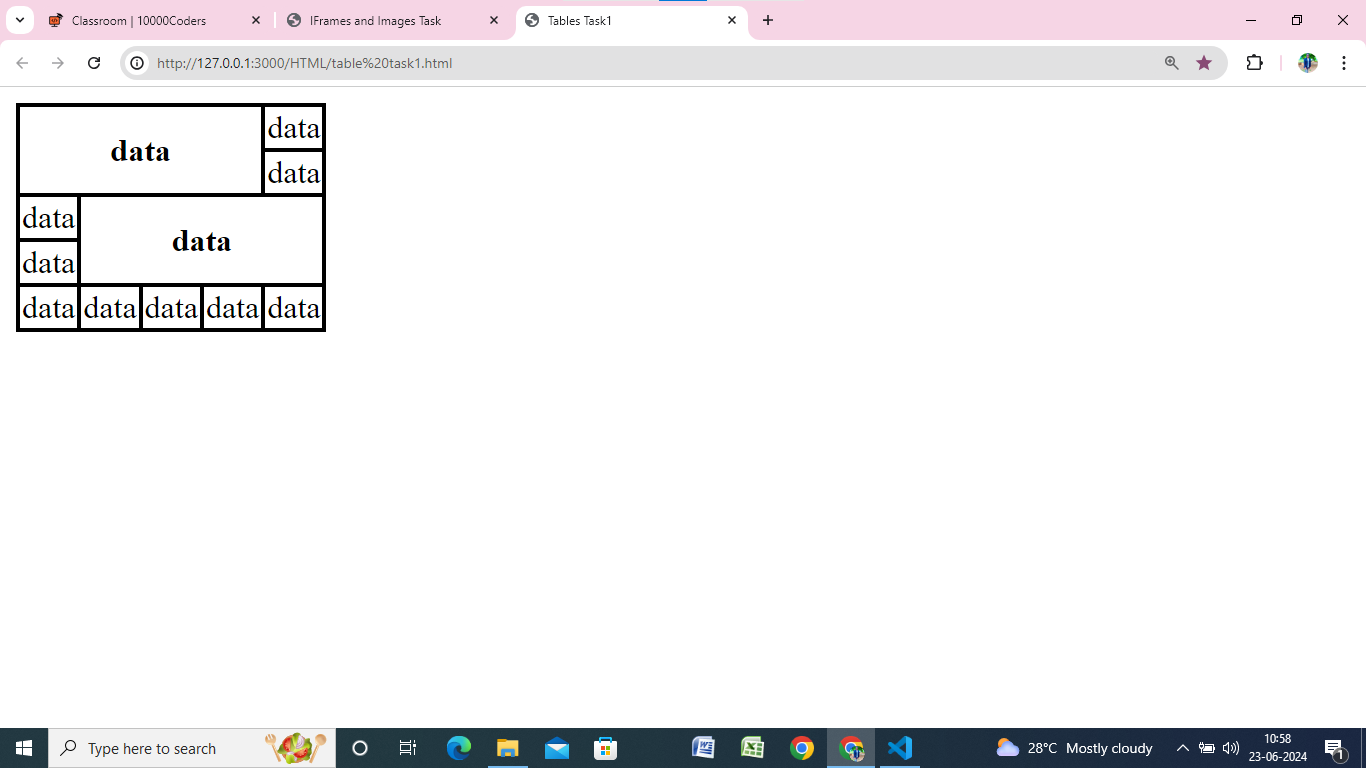 Classroom | 10000Coders
IFrames and Images Task
Tables Task1
http://127.0.0.1:3000/HTML/table%20task1.html
data data
data
data data
data
data data data data data
Type here to search
28°C Mostly cloudy
10:58
23-06-2024
1